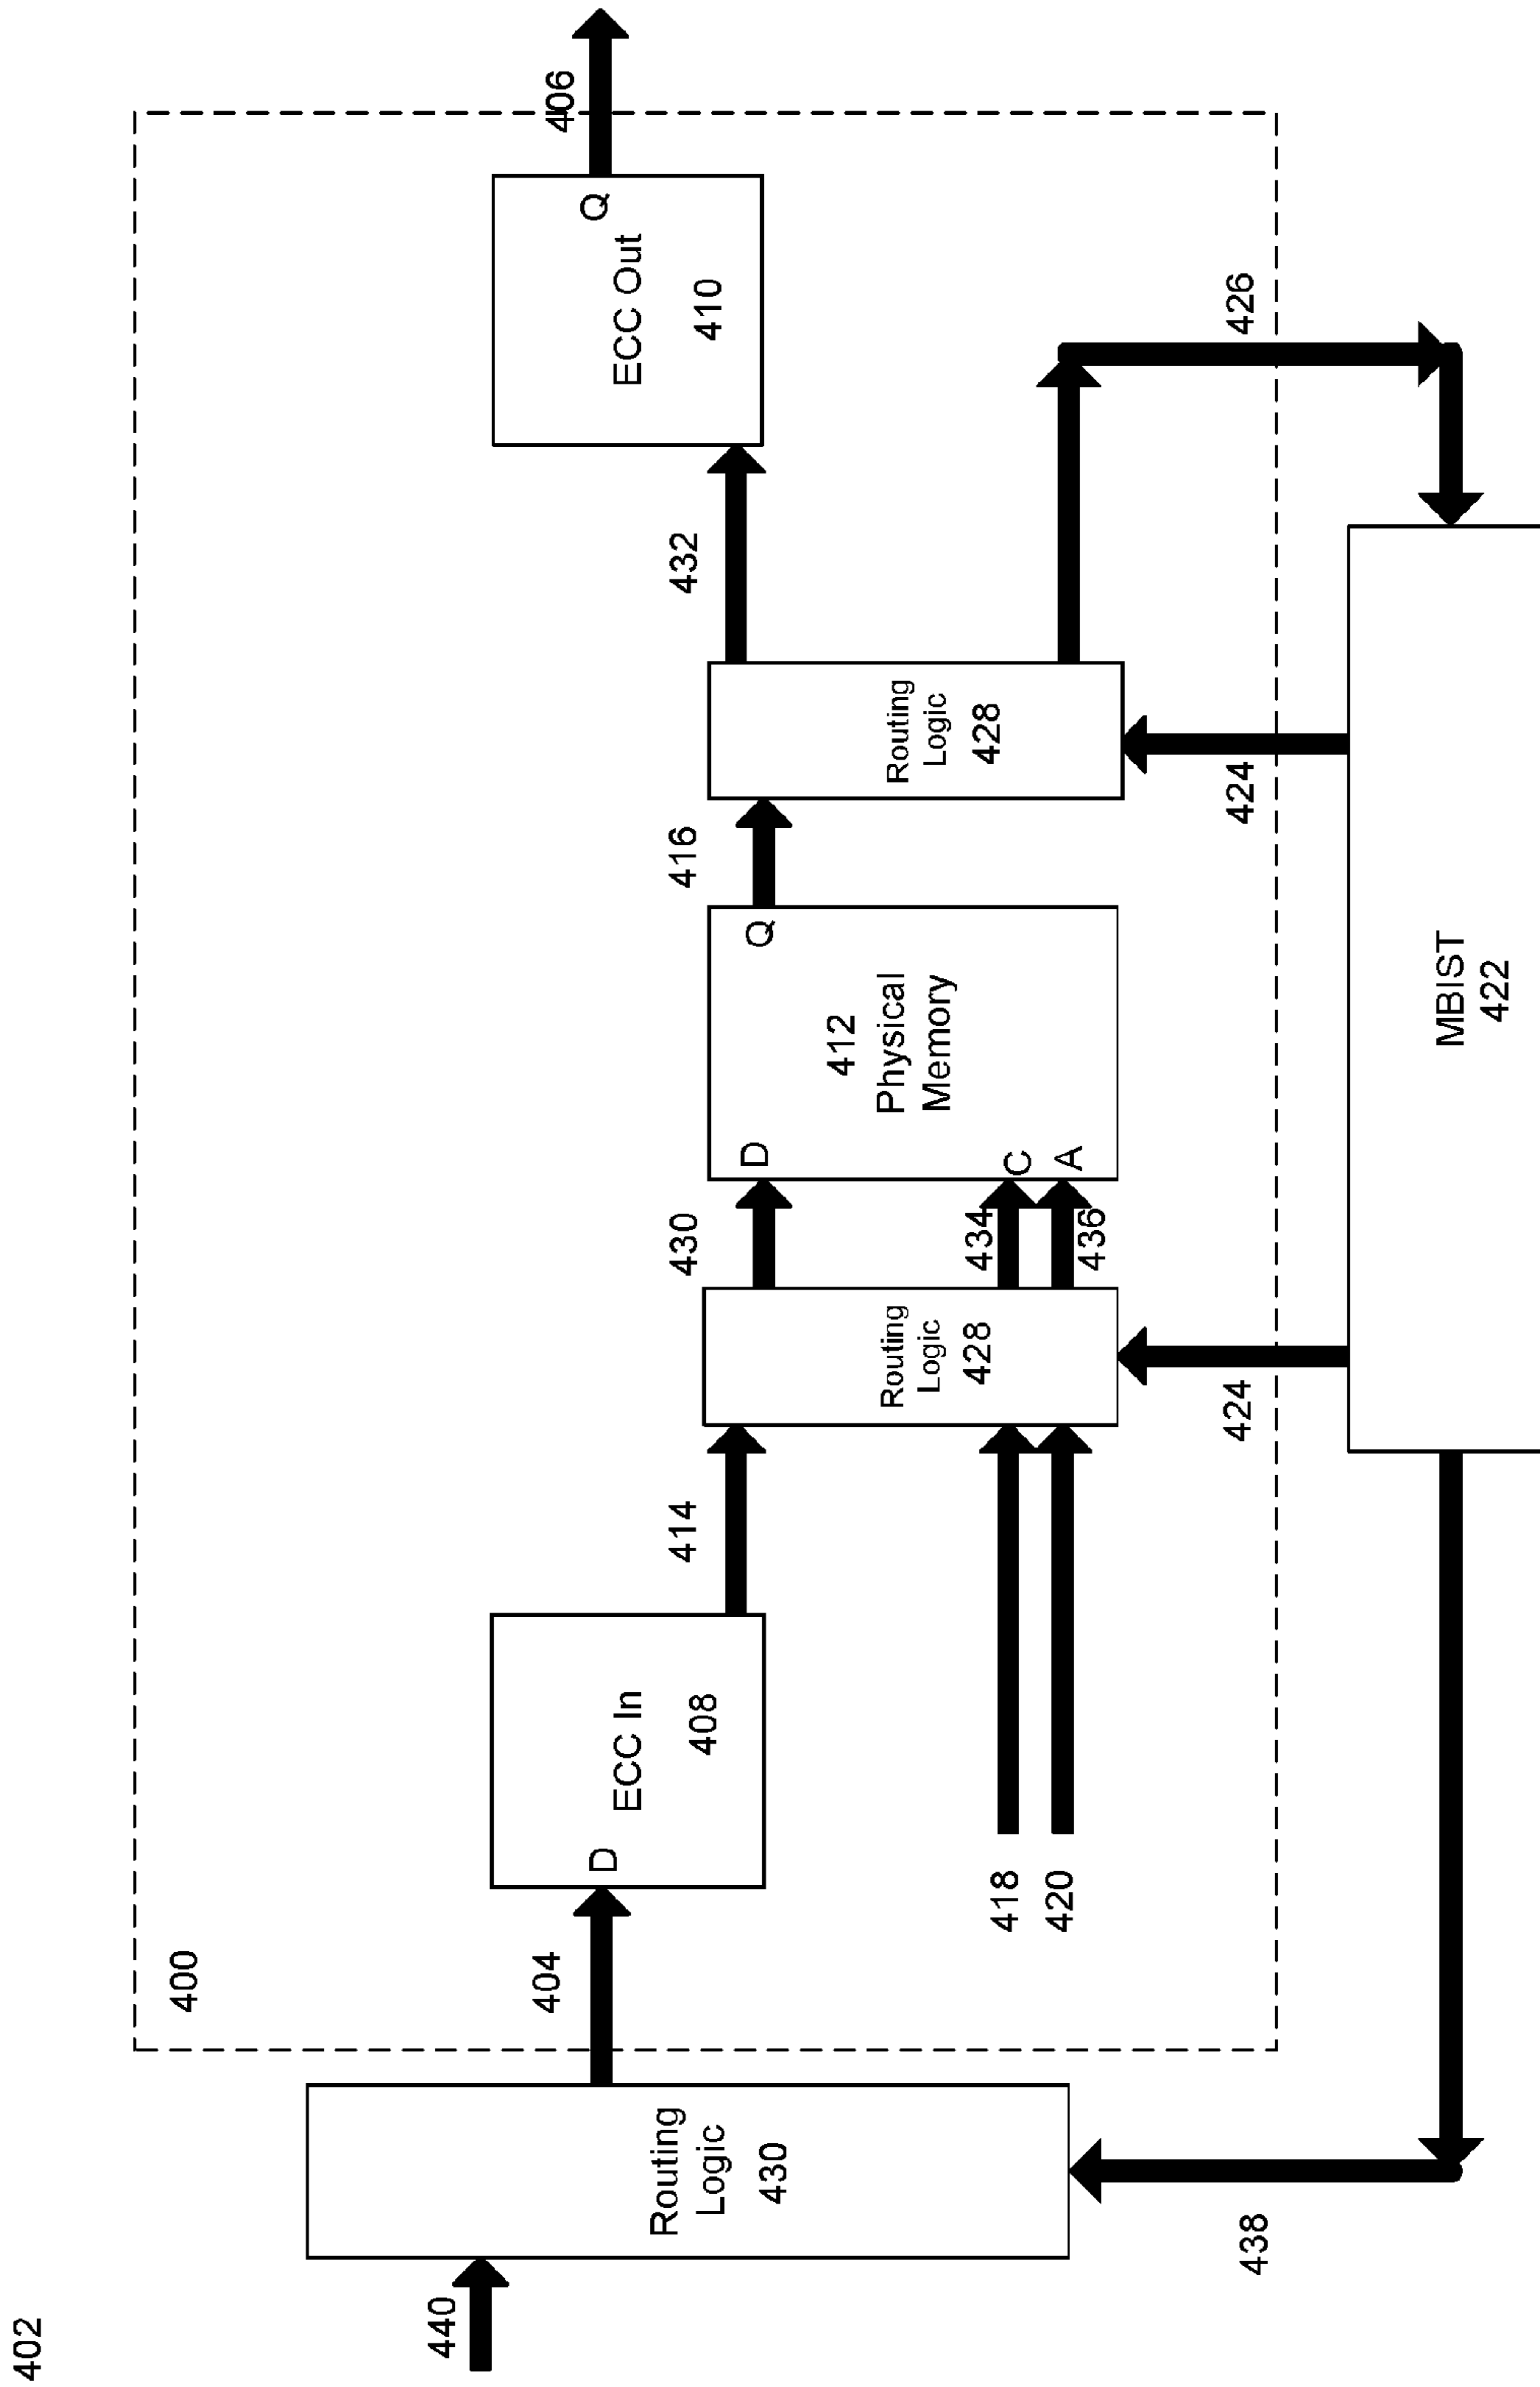 402
400
440
Routing
Logic
430
404
D
ECC In
408
414
418
420
Routing
Logic
428
430
434
436
D
C
A
412
Physical
Memory
Q
416
Routing
Logic
428
432
ECC Out
410
Q
406
438
424
424
426
MBIST
422